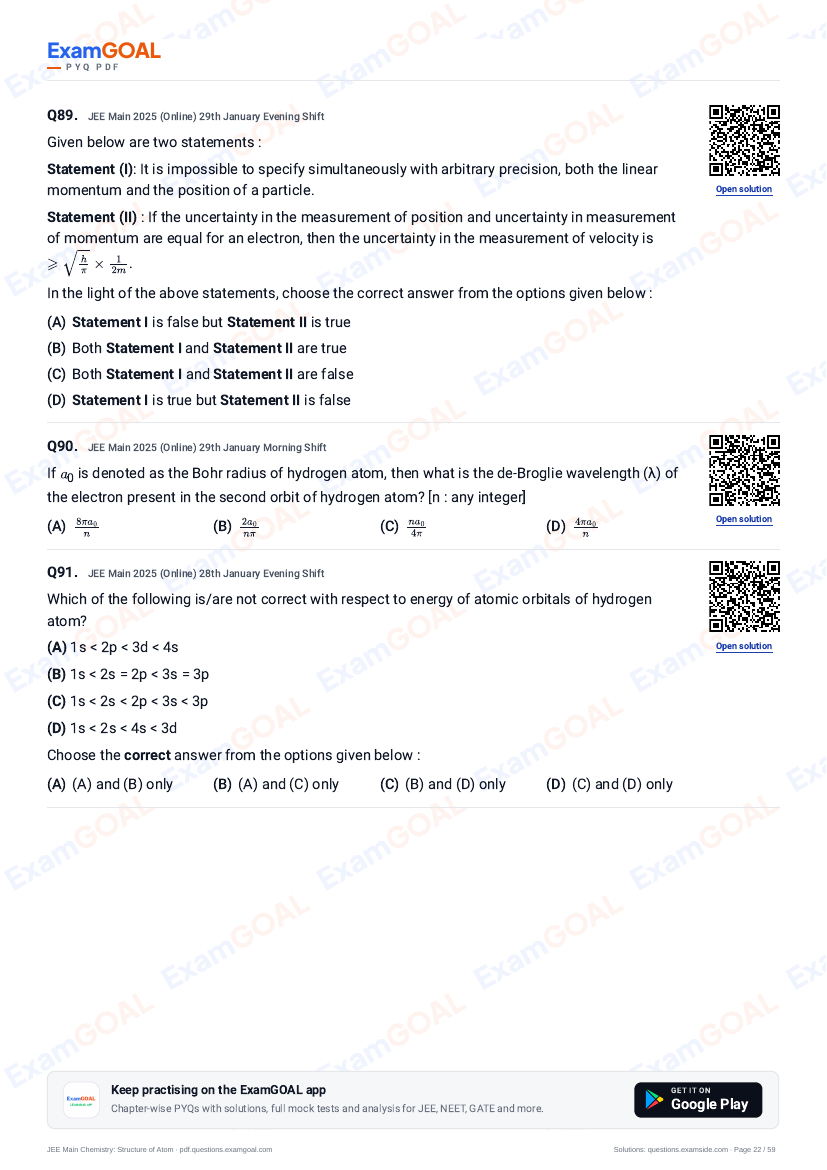 ExamGOAL
PYQ PDF
Q89. JEE Main 2025 (Online) 29th January Evening Shift
Given below are two statements :
Statement (I): It is impossible to specify simultaneously with arbitrary precision, both the linear
momentum and the position of a particle.
Statement (II) : If the uncertainty in the measurement of position and uncertainty in measurement
of momentum are equal for an electron, then the uncertainty in the measurement of velocity is
⩾ √(h/π) × 1/2m.
In the light of the above statements, choose the correct answer from the options given below :
(A) Statement I is false but Statement II is true
(B) Both Statement I and Statement II are true
(C) Both Statement I and Statement II are false
(D) Statement I is true but Statement II is false
Open solution
Q90. JEE Main 2025 (Online) 29th January Morning Shift
If a₀ is denoted as the Bohr radius of hydrogen atom, then what is the de-Broglie wavelength (λ) of
the electron present in the second orbit of hydrogen atom? [n : any integer]
(A) 8πa₀/n (B) 2a₀/nπ (C) na₀/4π (D) 4πa₀/n
Open solution
Q91. JEE Main 2025 (Online) 28th January Evening Shift
Which of the following is/are not correct with respect to energy of atomic orbitals of hydrogen
atom?
(A) 1s < 2p < 3d < 4s
(B) 1s < 2s = 2p < 3s = 3p
(C) 1s < 2s < 2p < 3s < 3p
(D) 1s < 2s < 4s < 3d
Choose the correct answer from the options given below :
(A) (A) and (B) only (B) (A) and (C) only (C) (B) and (D) only (D) (C) and (D) only
Open solution
Keep practising on the ExamGOAL app
Chapter-wise PYQs with solutions, full mock tests and analysis for JEE, NEET, GATE and more.
ExamGOAL
GET IT ON
Google Play
JEE Main Chemistry: Structure of Atom · pdf.questions.examgoal.com
Solutions: questions.examside.com · Page 22 / 59